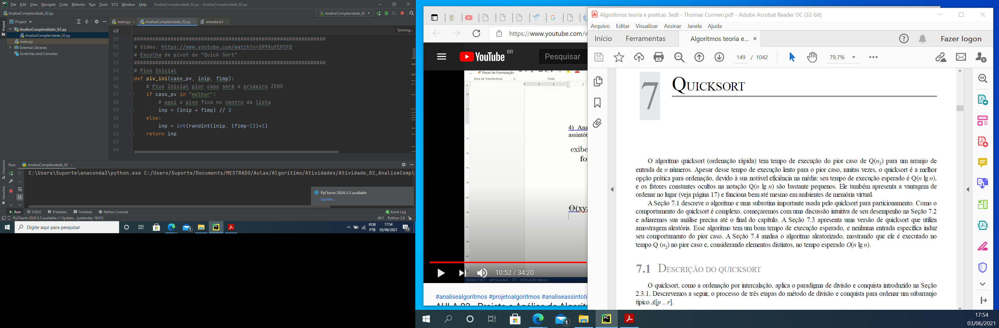 File Edit View Navigate Code Refactor Run Tools VCS Window Help AnaliseComplexidade_02.py - AnaliseComplexidade_02.py
AnaliseComplexidade_02.py
AnaliseComplexidade_02
Project
Project
main.py
AnaliseComplexidade_02.py
entrada.txt
AnaliseComplexidade_02.py
AnaliseComplexidade_02.py
main.py
External Libraries
Scratches and Consoles
Syncing...
49
50 ###############################################################
51 # Video: https://www.youtube.com/watch?v=S99XufEPCFQ
52 # Escolha de pivot do "Quick Sort"
53 ###############################################################
54 # Pivo Inicial
55 def piv_ini(caso_pv, inip, fimp):
56 # Pivo Inicial pior caso será o primeiro ZERO
57 if caso_pv in "melhor":
58 # aqui o pivo fica no centro da lista
59 inp = (inip + fimp) // 2
60 else:
61 inp = int(randint(inip, (fimp-1))+1)
62 return inp
63
64
Structure
Favorites
Run: AnaliseComplexidade_02
C:\Users\Suporte\anaconda3\python.exe C:/Users/Suporte/Documents/MESTRADO/Aulas/Algoritimo/Atividades/Atividade_02_AnaliseCompl
PyCharm 2020.3.5 available
Update...
Run TODO Problems Terminal Python Console 2 Event Log
PyCharm 2020.3.5 available // Update... (yesterday 18:01) 49:1 Python 3.8
Digite aqui para pesquisar
1
POR
PTB
17:54
03/06/2021
13
https://www.youtube.com/w
YouTube BR
Pesquisar
Pincel de Formatação
Área de Transferência
Fonte
4) Ana
assintót
exibe
fo
Θ(xyz
10:52 / 34:20
PÁGINA 3 DE 7 889 PALAVRAS PORTUGUÊS (BRASIL)
#analisealgoritmos #projetoalgoritmos #analiseassintoti
AULA 02 - Projeto e Análise de Algorit
Algoritmos teoria e praticas 3edt - Thomas Cormen.pdf - Adobe Acrobat Reader DC (32-bit)
Arquivo Editar Visualizar Assinar Janela Ajuda
Início Ferramentas Algoritmos teoria e... Fazer logon
149 / 1042 79,7%
7 QUICKSORT
O algoritmo quicksort (ordenação rápida) tem tempo de execução do pior caso de Q(n2) para um arranjo de
entrada de n números. Apesar desse tempo de execução lento para o pior caso, muitas vezes, o quicksort é a melhor
opção prática para ordenação, devido à sua notável eficiência na média: seu tempo de execução esperado é Q(n lg n),
e os fatores constantes ocultos na notação Q(n lg n) são bastante pequenos. Ele também apresenta a vantagem de
ordenar no lugar (veja página 17) e funciona bem até mesmo em ambientes de memória virtual.
A Seção 7.1 descreve o algoritmo e uma subrotina importante usada pelo quicksort para particionamento. Como o
comportamento do quicksort é complexo, começaremos com uma discussão intuitiva de seu desempenho na Seção 7.2
e adiaremos sua análise precisa até o final do capítulo. A Seção 7.3 apresenta uma versão de quicksort que utiliza
amostragem aleatória. Esse algoritmo tem um bom tempo de execução esperado, e nenhuma entrada específica induz
seu comportamento do pior caso. A Seção 7.4 analisa o algoritmo aleatorizado, mostrando que ele é executado no
tempo Q (n2) no pior caso e, considerando elementos distintos, no tempo esperado O(n lg n).
7.1 DESCRIÇÃO DO QUICKSORT
O quicksort, como a ordenação por intercalação, aplica o paradigma de divisão e conquista introduzido na Seção
2.3.1. Descrevemos a seguir, o processo de três etapas do método de divisão e conquista para ordenar um subarranjo
típico A[p .. r].
1
17:54
03/06/2021